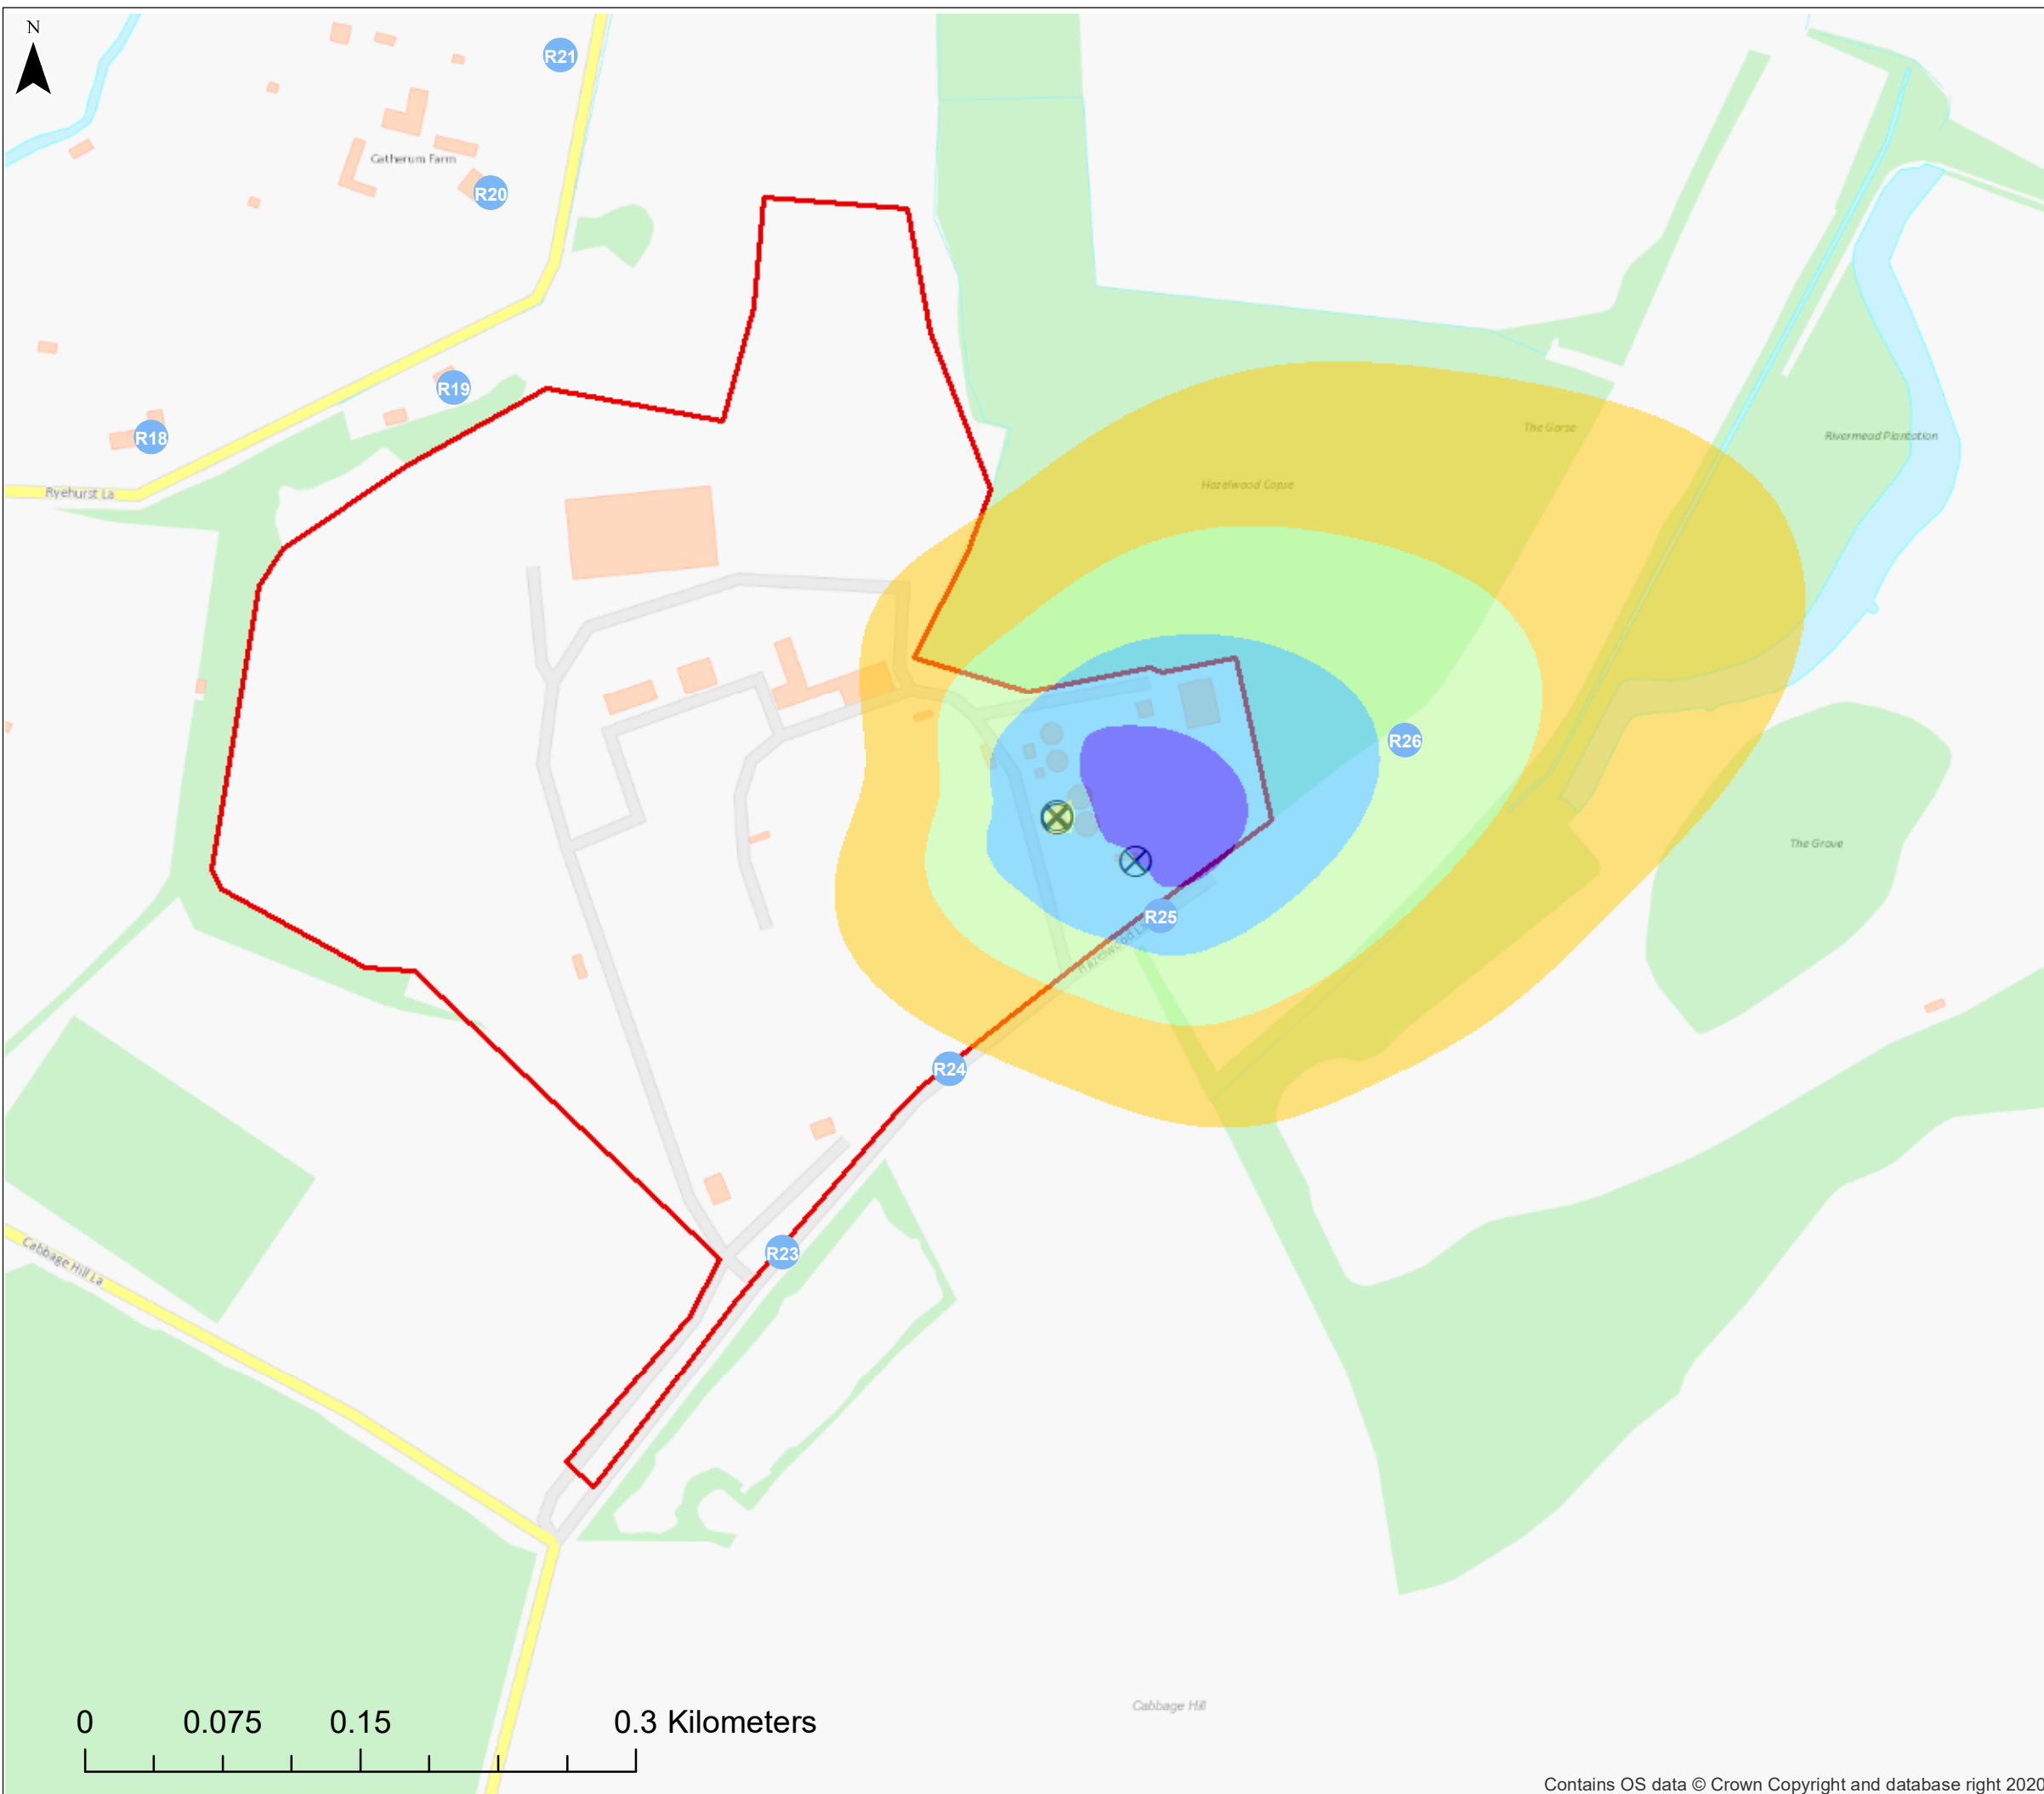 N
R21
Gatherum Farm
R20
R19
R18
Ryehurst La
The Gorse
Rivermead Plantation
Hazelwood Copse
R26
The Grove
R25
Hazelwood La
R24
R23
Cabbage Hill La
Cabbage Hill
0 0.075 0.15 0.3 Kilometers
Contains OS data © Crown Copyright and database right 2020